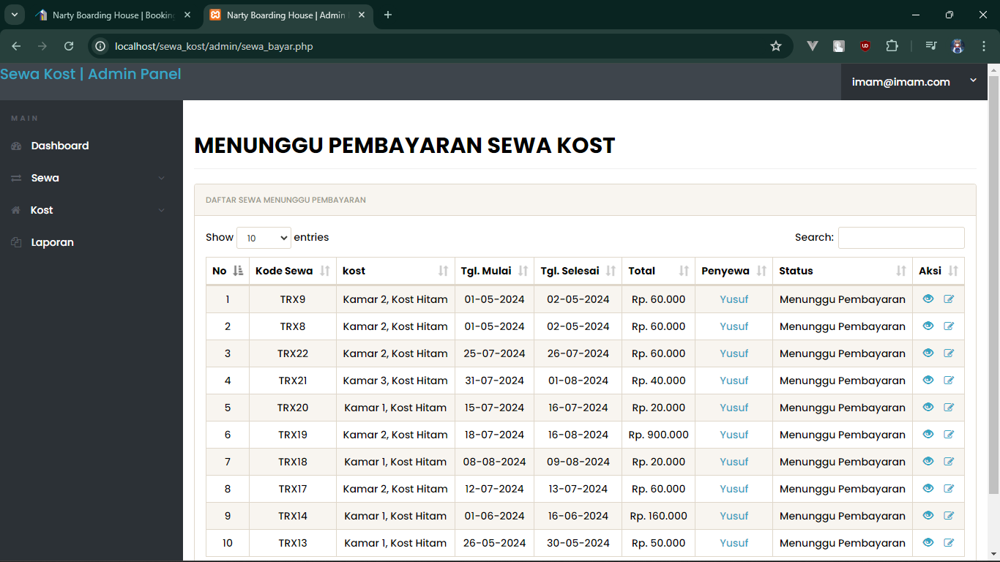 Narty Boarding House | Bookin
Narty Boarding House | Admin
localhost/sewa_kost/admin/sewa_bayar.php
Sewa Kost | Admin Panel
imam@imam.com
MAIN
Dashboard
Sewa
Kost
Laporan
MENUNGGU PEMBAYARAN SEWA KOST
DAFTAR SEWA MENUNGGU PEMBAYARAN
Show 10 entries Search:
No Kode Sewa kost Tgl. Mulai Tgl. Selesai Total Penyewa Status Aksi
1 TRX9 Kamar 2, Kost Hitam 01-05-2024 02-05-2024 Rp. 60.000 Yusuf Menunggu Pembayaran
2 TRX8 Kamar 2, Kost Hitam 01-05-2024 02-05-2024 Rp. 60.000 Yusuf Menunggu Pembayaran
3 TRX22 Kamar 2, Kost Hitam 25-07-2024 26-07-2024 Rp. 60.000 Yusuf Menunggu Pembayaran
4 TRX21 Kamar 3, Kost Hitam 31-07-2024 01-08-2024 Rp. 40.000 Yusuf Menunggu Pembayaran
5 TRX20 Kamar 1, Kost Hitam 15-07-2024 16-07-2024 Rp. 20.000 Yusuf Menunggu Pembayaran
6 TRX19 Kamar 2, Kost Hitam 18-07-2024 16-08-2024 Rp. 900.000 Yusuf Menunggu Pembayaran
7 TRX18 Kamar 1, Kost Hitam 08-08-2024 09-08-2024 Rp. 20.000 Yusuf Menunggu Pembayaran
8 TRX17 Kamar 2, Kost Hitam 12-07-2024 13-07-2024 Rp. 60.000 Yusuf Menunggu Pembayaran
9 TRX14 Kamar 1, Kost Hitam 01-06-2024 16-06-2024 Rp. 160.000 Yusuf Menunggu Pembayaran
10 TRX13 Kamar 1, Kost Hitam 26-05-2024 30-05-2024 Rp. 50.000 Yusuf Menunggu Pembayaran